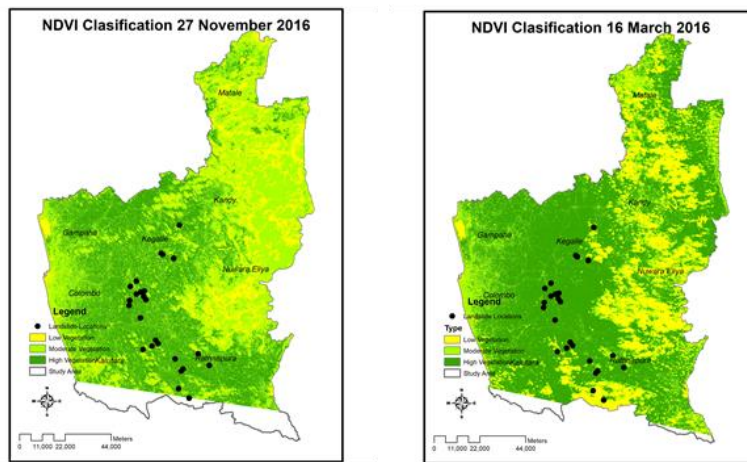 NDVI Clasification 27 November 2016
Matale
Kandy
Gampaha
Kegalle
Nuwara Eliya
Colombo
Legend
Landslide Locations
Low Vegetation
Moderate Vegetation
High Vegetation
Kalutara
Ratnapura
Study Area
Meters
0 11,000 22,000 44,000
NDVI Clasification 16 March 2016
Matale
Kandy
Gampaha
Kegalle
Nuwara Eliya
Colombo
Legend
Landslide Locations
Type
Low Vegetation
Moderate Vegetation
High Vegetation
Kalutara
Ratnapura
Study Area
Meters
0 11,000 22,000 44,000